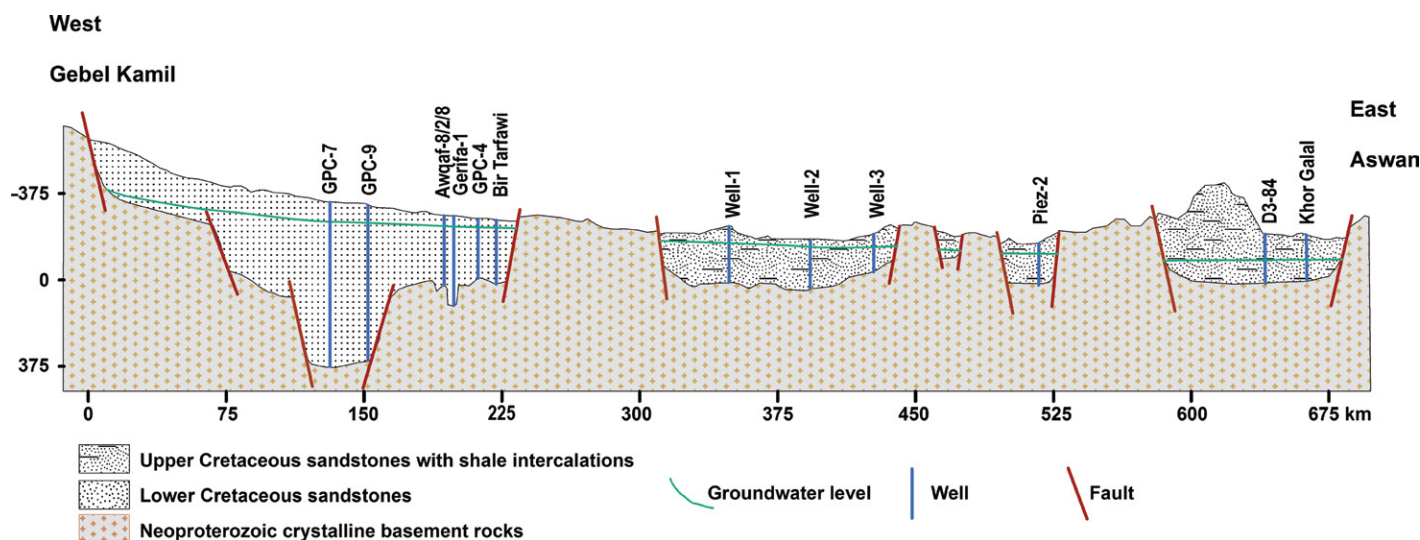 West
Gebel Kamil
East
Aswan
GPC-7
GPC-9
Awqaf-8/2/8
Gerifa-1
GPC-4
Bir Tarfawi
Well-1
Well-2
Well-3
Piez-2
D3-84
Khor Galal
-375
0
375
0 75 150 225 300 375 450 525 600 675 km
Upper Cretaceous sandstones with shale intercalations
Lower Cretaceous sandstones
Neoproterozoic crystalline basement rocks
Groundwater level
Well
Fault